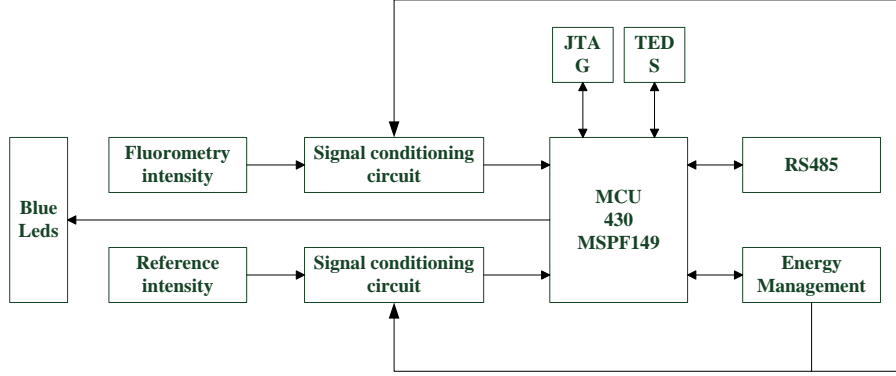 JTA
G
TED
S
Blue
Leds
Fluorometry
intensity
Signal conditioning
circuit
MCU
430
MSPF149
RS485
Reference
intensity
Signal conditioning
circuit
Energy
Management